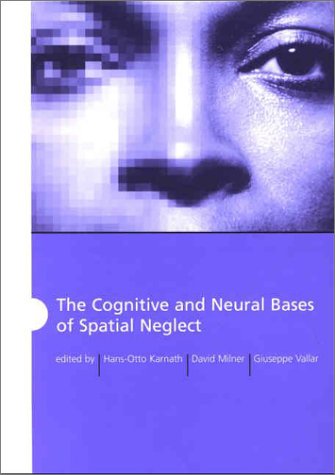 The Cognitive and Neural Bases
of Spatial Neglect
edited by | Hans-Otto Karnath | David Milner | Giuseppe Vallar